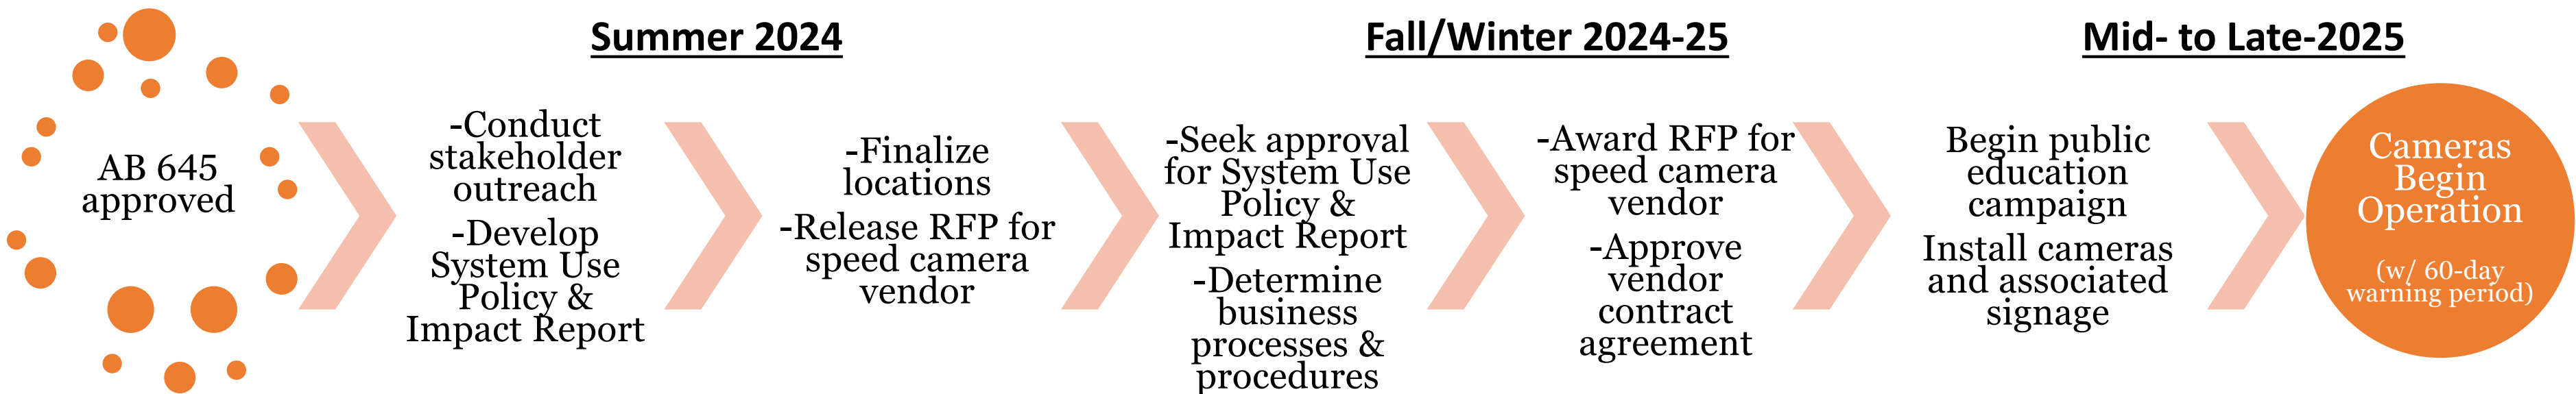 Summer 2024
Fall/Winter 2024-25
Mid- to Late-2025
AB 645
approved
-Conduct
stakeholder
outreach
-Develop
System Use
Policy &
Impact Report
-Finalize
locations
-Release RFP for
speed camera
vendor
-Seek approval
for System Use
Policy &
Impact Report
-Determine
business
processes &
procedures
-Award RFP for
speed camera
vendor
-Approve
vendor
contract
agreement
Begin public
education
campaign
Install cameras
and associated
signage
Cameras
Begin
Operation
(w/ 60-day
warning period)